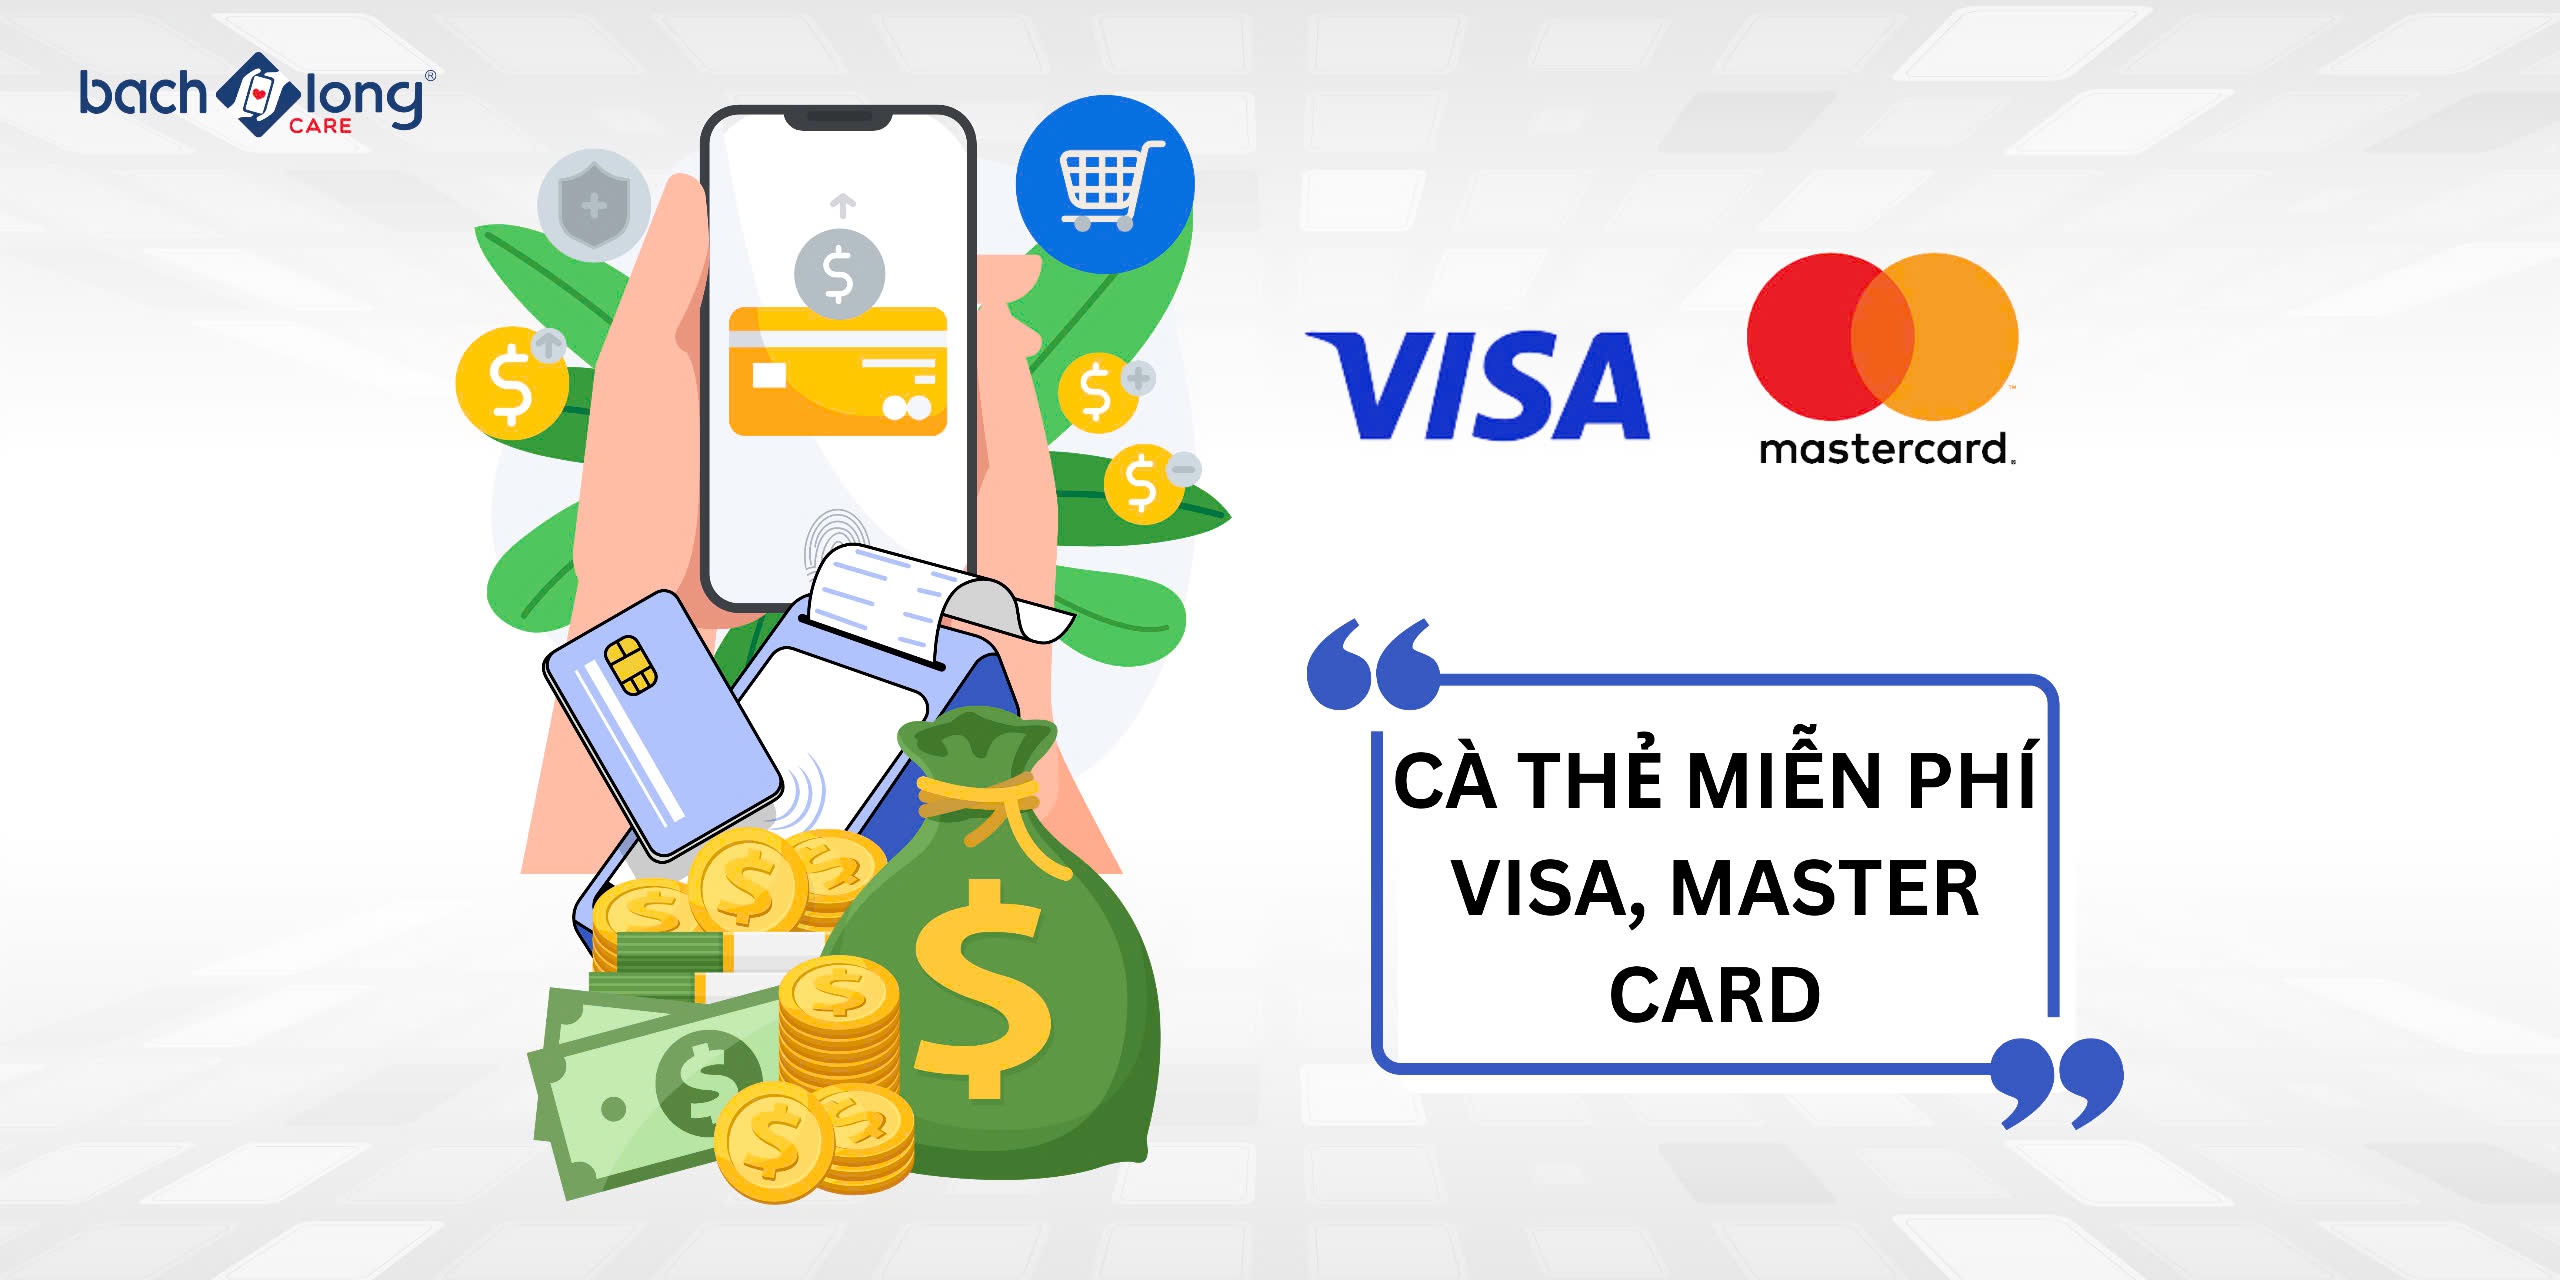 bach long®
CARE
VISA
mastercard.
CÀ THẺ MIỄN PHÍ
VISA, MASTER
CARD